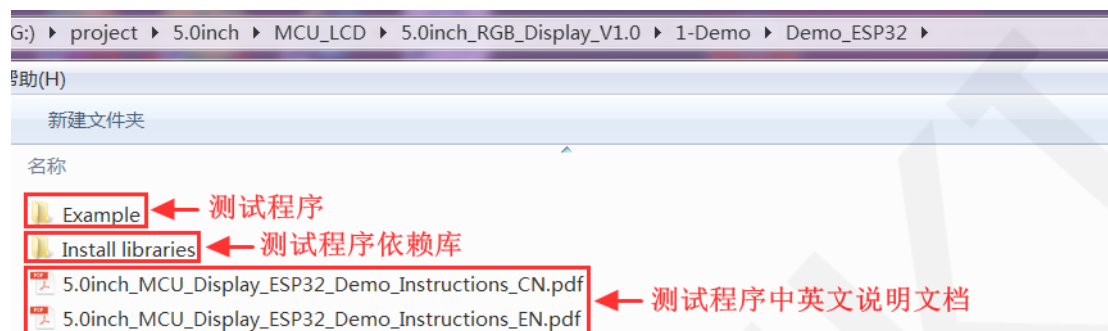 G:) ▸ project ▸ 5.0inch ▸ MCU_LCD ▸ 5.0inch_RGB_Display_V1.0 ▸ 1-Demo ▸ Demo_ESP32 ▸
帮助(H)
新建文件夹
名称
Example 测试程序
Install libraries 测试程序依赖库
5.0inch_MCU_Display_ESP32_Demo_Instructions_CN.pdf
测试程序中英文说明文档
5.0inch_MCU_Display_ESP32_Demo_Instructions_EN.pdf